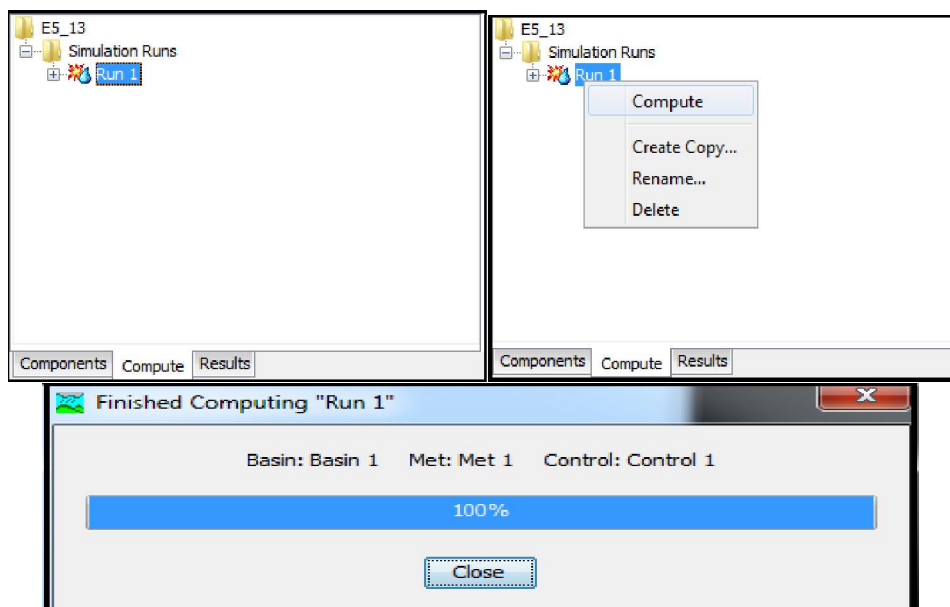 E5_13
Simulation Runs
Run 1
Components Compute Results
E5_13
Simulation Runs
Run 1
Compute
Create Copy...
Rename...
Delete
Components Compute Results
Finished Computing "Run 1"
Basin: Basin 1 Met: Met 1 Control: Control 1
100%
Close